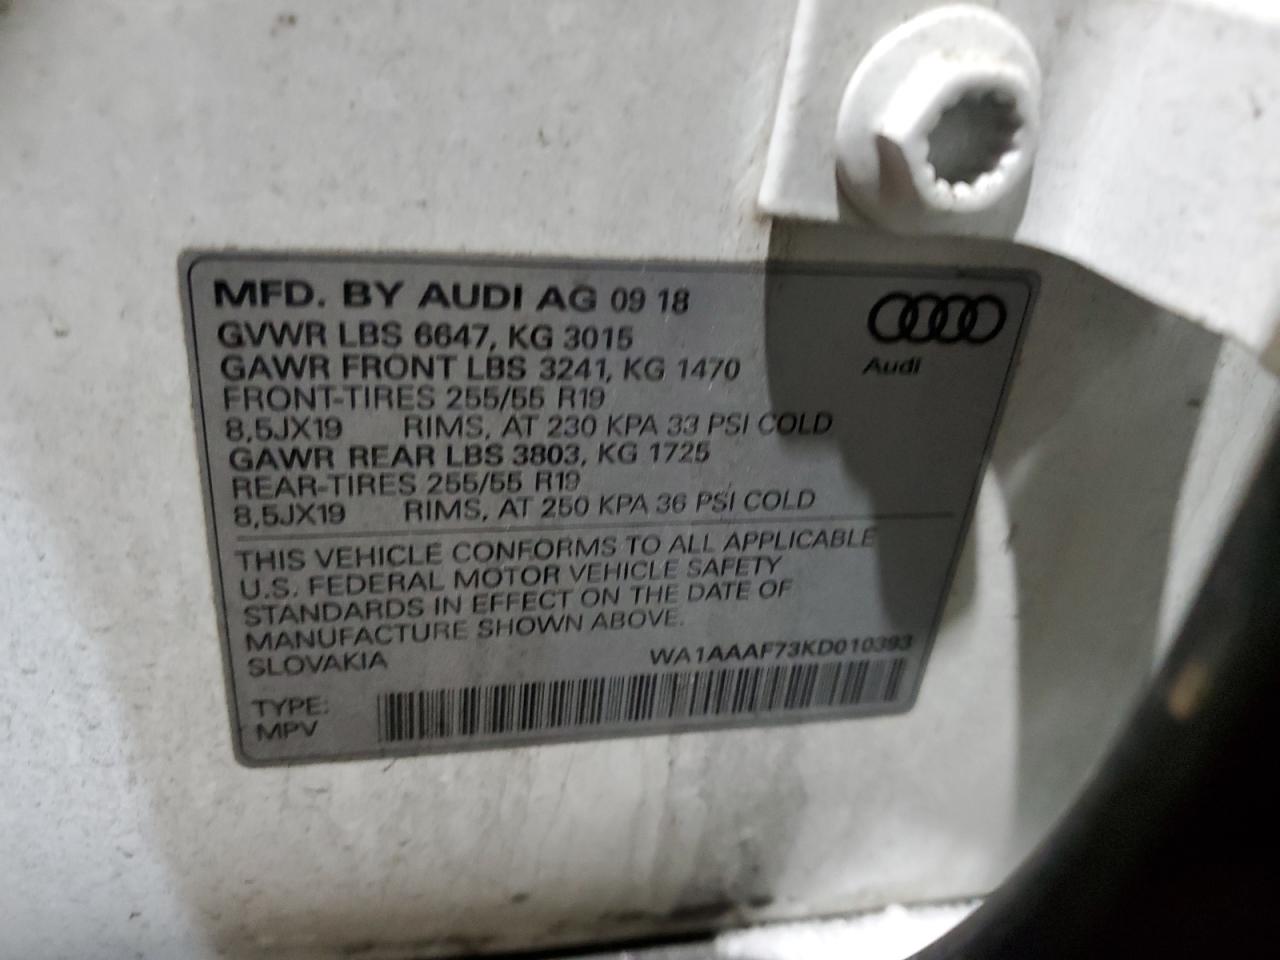 MFD. BY AUDI AG 09 18
GVWR LBS 6647, KG 3015
GAWR FRONT LBS 3241, KG 1470
FRONT-TIRES 255/55 R19
8,5JX19 RIMS, AT 230 KPA 33 PSI COLD
GAWR REAR LBS 3803, KG 1725
REAR-TIRES 255/55 R19
8,5JX19 RIMS, AT 250 KPA 36 PSI COLD
Audi
THIS VEHICLE CONFORMS TO ALL APPLICABLE
U.S. FEDERAL MOTOR VEHICLE SAFETY
STANDARDS IN EFFECT ON THE DATE OF
MANUFACTURE SHOWN ABOVE.
SLOVAKIA WA1AAAF73KD010393
TYPE:
MPV